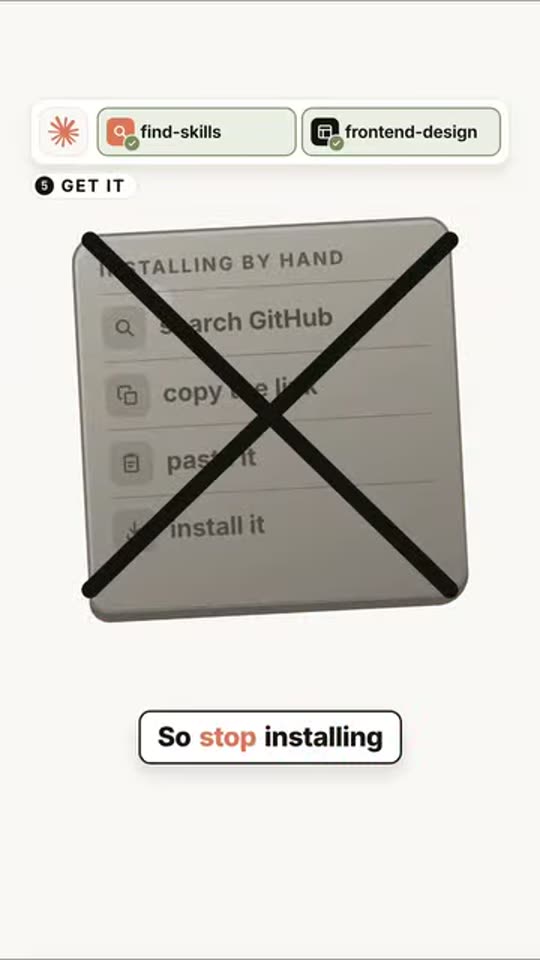 find-skills
frontend-design
5 GET IT
INSTALLING BY HAND
search GitHub
copy the link
paste it
install it
So stop installing